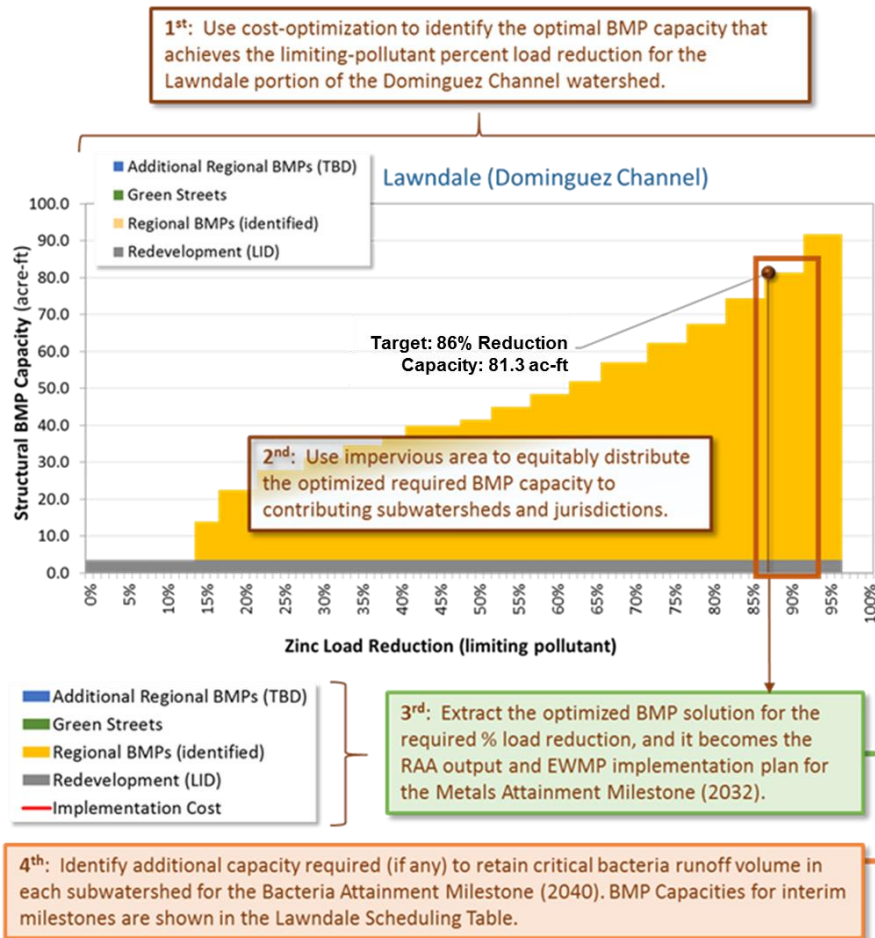 1st: Use cost-optimization to identify the optimal BMP capacity that
achieves the limiting-pollutant percent load reduction for the
Lawndale portion of the Dominguez Channel watershed.
Additional Regional BMPs (TBD)
Green Streets
Regional BMPs (identified)
Redevelopment (LID)
Lawndale (Dominguez Channel)
Structural BMP Capacity (acre-ft)
100.0
90.0
80.0
70.0
60.0
50.0
40.0
30.0
20.0
10.0
0.0
Target: 86% Reduction
Capacity: 81.3 ac-ft
2nd: Use impervious area to equitably distribute
the optimized required BMP capacity to
contributing subwatersheds and jurisdictions.
0% 5% 10% 15% 20% 25% 30% 35% 40% 45% 50% 55% 60% 65% 70% 75% 80% 85% 90% 95% 100%
Zinc Load Reduction (limiting pollutant)
Additional Regional BMPs (TBD)
Green Streets
Regional BMPs (identified)
Redevelopment (LID)
Implementation Cost
3rd: Extract the optimized BMP solution for the
required % load reduction, and it becomes the
RAA output and EWMP implementation plan for
the Metals Attainment Milestone (2032).
4th: Identify additional capacity required (if any) to retain critical bacteria runoff volume in
each subwatershed for the Bacteria Attainment Milestone (2040). BMP Capacities for interim
milestones are shown in the Lawndale Scheduling Table.